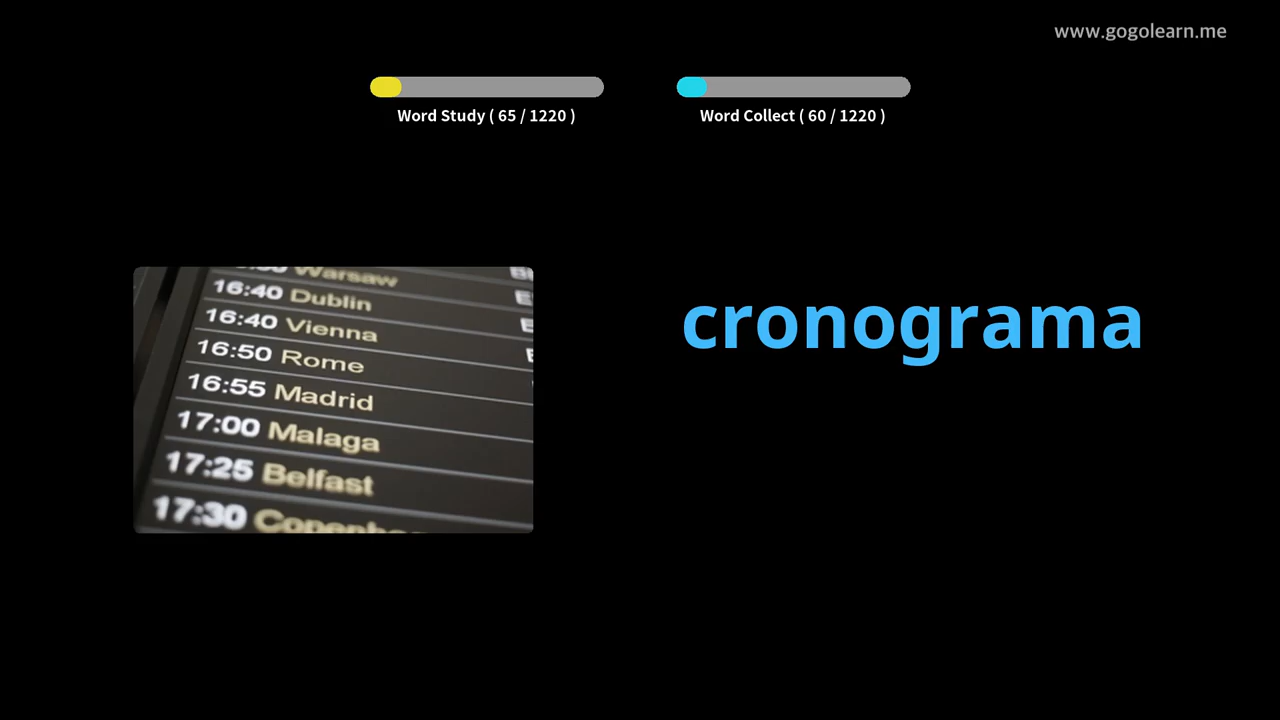 www.gogolearn.me
Word Study ( 65 / 1220 )
Word Collect ( 60 / 1220 )
Warsaw
16:40 Dublin
16:40 Vienna
16:50 Rome
16:55 Madrid
17:00 Malaga
17:25 Belfast
17:30
cronograma